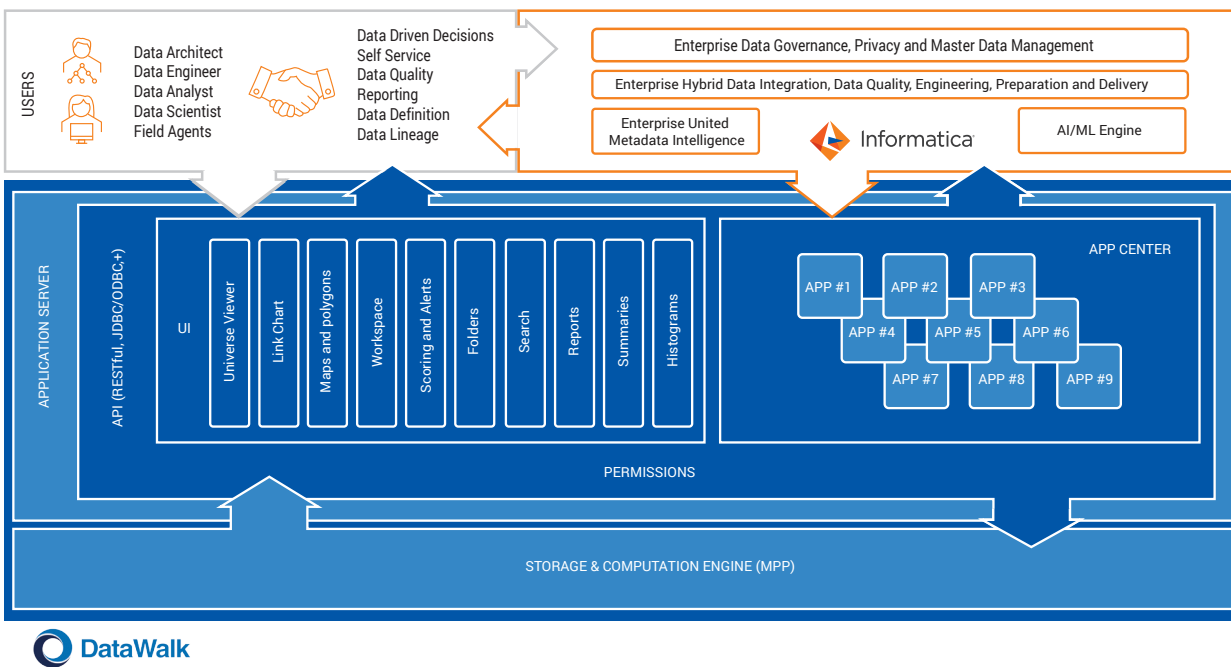 USERS
Data Architect
Data Engineer
Data Analyst
Data Scientist
Field Agents
Data Driven Decisions
Self Service
Data Quality
Reporting
Data Definition
Data Lineage
Enterprise Data Governance, Privacy and Master Data Management
Enterprise Hybrid Data Integration, Data Quality, Engineering, Preparation and Delivery
Enterprise United
Metadata Intelligence
Informatica
AI/ML Engine
APPLICATION SERVER
API (RESTful, JDBC/ODBC,+)
UI
Universe Viewer
Link Chart
Maps and polygons
Workspace
Scoring and Alerts
Folders
Search
Reports
Summaries
Histograms
APP CENTER
APP #1
APP #2
APP #3
APP #4
APP #5
APP #6
APP #7
APP #8
APP #9
PERMISSIONS
STORAGE & COMPUTATION ENGINE (MPP)
DataWalk